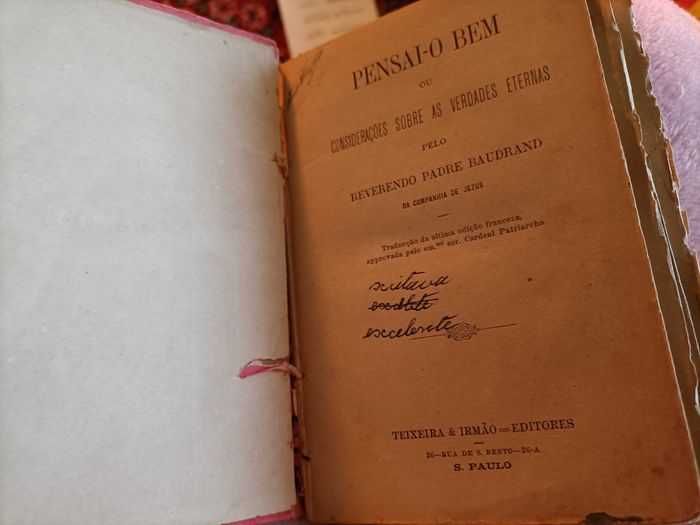 PENSAI-O BEM
OU
CONSIDERAÇÕES SOBRE AS VERDADES ETERNAS
PELO
REVERENDO PADRE BAUDRAND
DA COMPANHIA DE JEZUS
Traducção da ultima edição franceza,
approvada pelo em.mo snr. Cardeal Patriarcha
excelente
TEIXEIRA & IRMÃO — EDITORES
26—RUA DE S. BENTO—26-A
S. PAULO